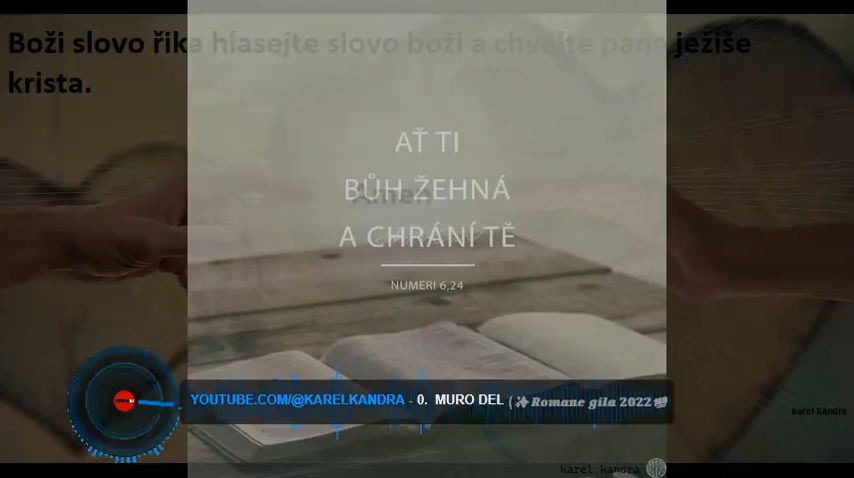 Boži slovo řika hlasejte slovo boži a chvalte pana ježiše
krista.
AŤ TI
BŮH ŽEHNÁ
Amen
A CHRÁNÍ TĚ
NUMERI 6,24
YOUTUBE.COM/@KARELKANDRA - 0. MURO DEL (✨Romane gila 2022
karel kandra
karel.kandra